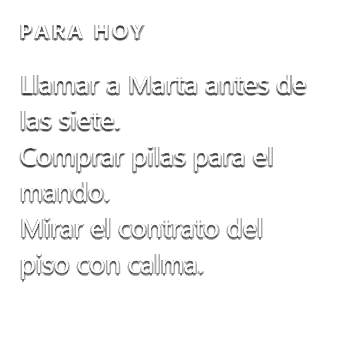 PARA HOY
Llamar a Marta antes de
las siete.
Comprar pilas para el
mando.
Mirar el contrato del
piso con calma.